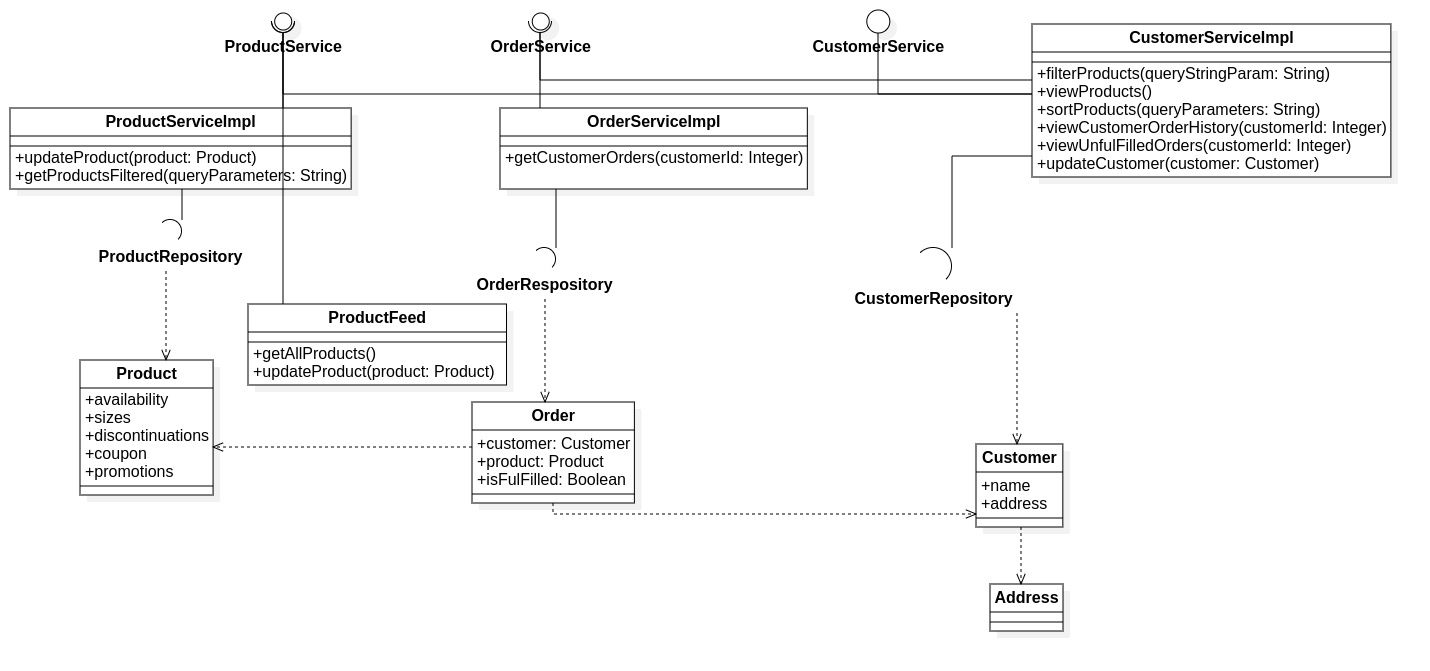 ProductService
OrderService
CustomerService
CustomerServiceImpl
+filterProducts(queryStringParam: String)
+viewProducts()
+sortProducts(queryParameters: String)
+viewCustomerOrderHistory(customerId: Integer)
+viewUnfulFilledOrders(customerId: Integer)
+updateCustomer(customer: Customer)
ProductServiceImpl
+updateProduct(product: Product)
+getProductsFiltered(queryParameters: String)
OrderServiceImpl
+getCustomerOrders(customerId: Integer)
ProductRepository
OrderRespository
CustomerRepository
ProductFeed
+getAllProducts()
+updateProduct(product: Product)
Product
+availability
+sizes
+discontinuations
+coupon
+promotions
Order
+customer: Customer
+product: Product
+isFulFilled: Boolean
Customer
+name
+address
Address